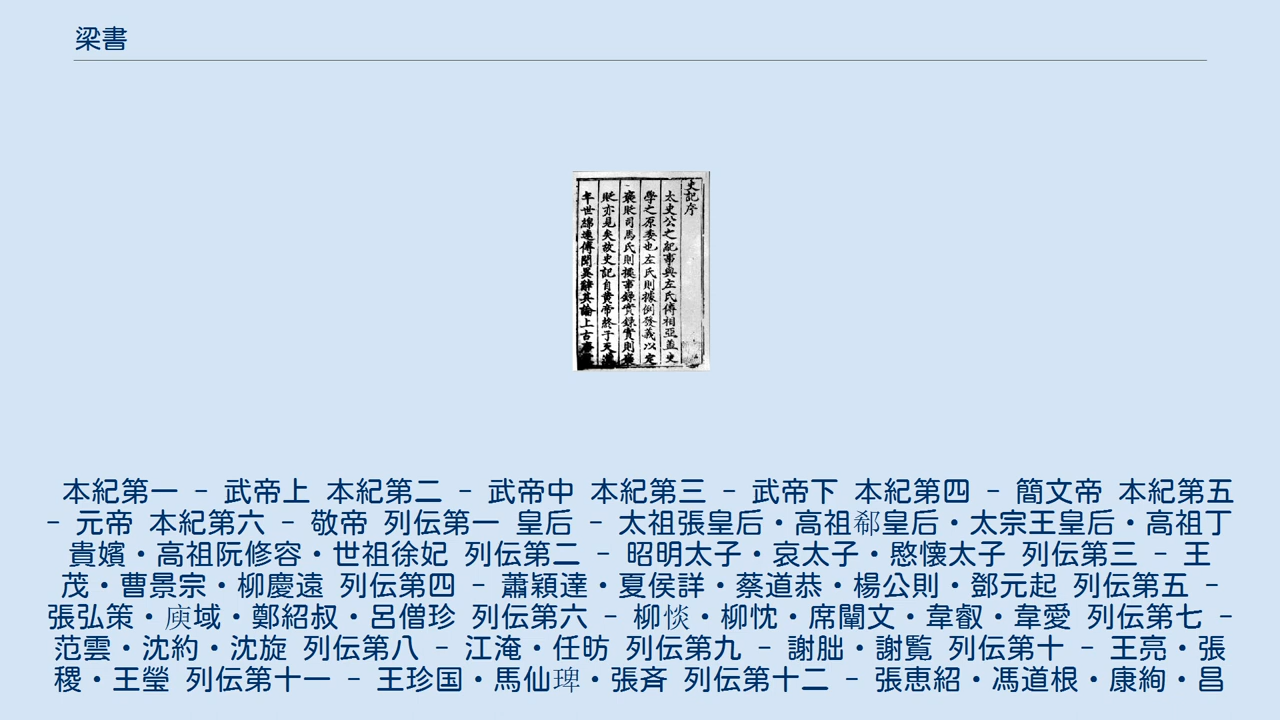 梁書
史記序
太史公之紀事與左氏傳相亞蓋史
學之原委也左氏則據例發義以定
褒貶司馬氏則援事錄實錄實則
貶亦見矣故史記自黃帝終于天漢
年世綿邈傳聞異辭其論上古
本紀第一 - 武帝上 本紀第二 - 武帝中 本紀第三 - 武帝下 本紀第四 - 簡文帝 本紀第五
- 元帝 本紀第六 - 敬帝 列伝第一 皇后 - 太祖張皇后・高祖郗皇后・太宗王皇后・高祖丁
貴嬪・高祖阮修容・世祖徐妃 列伝第二 - 昭明太子・哀太子・愍懐太子 列伝第三 - 王
茂・曹景宗・柳慶遠 列伝第四 - 蕭穎達・夏侯詳・蔡道恭・楊公則・鄧元起 列伝第五 -
張弘策・庾域・鄭紹叔・呂僧珍 列伝第六 - 柳惔・柳忱・席闡文・韋叡・韋愛 列伝第七 -
范雲・沈約・沈旋 列伝第八 - 江淹・任昉 列伝第九 - 謝朏・謝覧 列伝第十 - 王亮・張
稷・王瑩 列伝第十一 - 王珍国・馬仙琕・張斉 列伝第十二 - 張恵紹・馮道根・康絢・昌